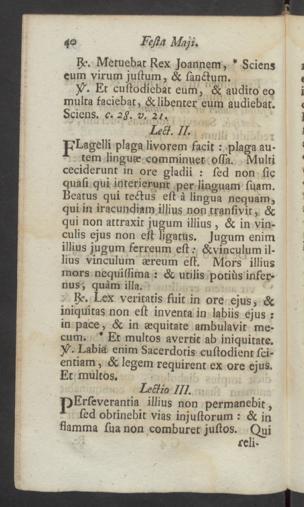 40 Festa Maji.
℟. Metuebat Rex Joannem, * Sciens
eum virum justum, & sanctum.
℣. Et custodiebat eum, & audito eo
multa faciebat, & libenter eum audiebat.
Sciens. c. 28. v. 21.
Lect. II.
FLagelli plaga livorem facit : plaga au-
tem linguæ comminuet ossa. Multi
ceciderunt in ore gladii : sed non sic
quasi qui interierunt per linguam suam.
Beatus qui tectus est à lingua nequam,
qui in iracundiam illius non transivit, &
qui non attraxit jugum illius, & in vin-
culis ejus non est ligatus. Jugum enim
illius jugum ferreum est : & vinculum il-
lius vinculum æreum est. Mors illius
mors nequissima : & utilis potiùs infer-
nus, quàm illa.
℟. Lex veritatis fuit in ore ejus, &
iniquitas non est inventa in labiis ejus :
in pace, & in æquitate ambulavit me-
cum. * Et multos avertit ab iniquitate.
℣. Labia enim Sacerdotis custodient sci-
entiam, & legem requirent ex ore ejus.
Et multos.
Lectio III.
PErseverantia illius non permanebit,
sed obtinebit vias injustorum : & in
flamma sua non comburet justos. Qui
reli-